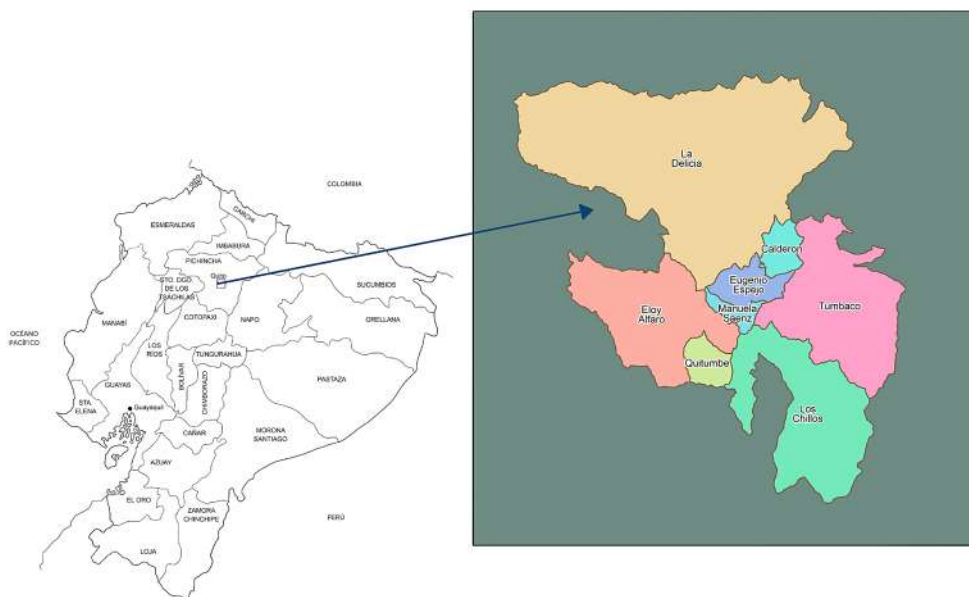 COLOMBIA
ESMERALDAS
CARCHI
IMBABURA
PICHINCHA
Quito
STO. DGO.
DE LOS
TSACHILAS
SUCUMBIOS
COTOPAXI
NAPO
ORELLANA
MANABÍ
OCÉANO
PACÍFICO
LOS
RÍOS
TUNGURAHUA
BOLÍVAR
CHIMBORAZO
PASTAZA
GUAYAS
STA.
ELENA
Guayaquil
CAÑAR
MORONA
SANTIAGO
AZUAY
EL ORO
ZAMORA
CHINCHIPE
PERÚ
LOJA
La
Delicia
Calderon
Eugenio
Espejo
Tumbaco
Eloy
Alfaro
Manuela
Saenz
Quitumbe
Los
Chillos